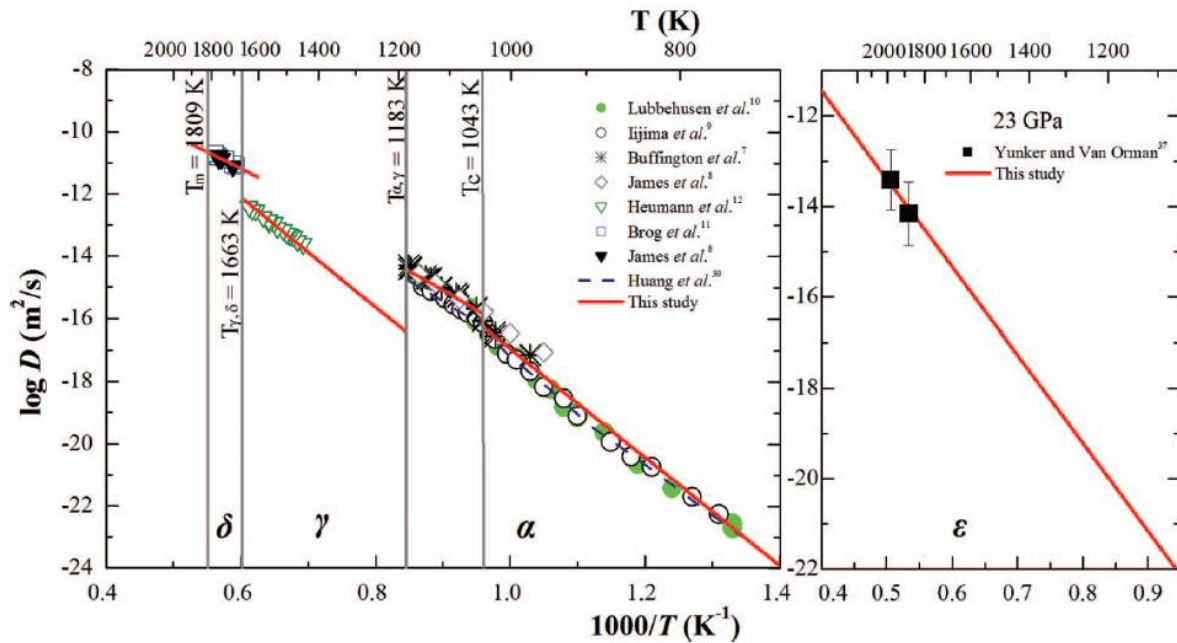 T (K)
2000 1800 1600 1400 1200 1000 800
2000 1800 1600 1400 1200
-8
-10
-12
-14
-16
-18
-20
-22
-24
log D (m²/s)
Tm = 1809 K
Tγ,δ = 1663 K
Tα,γ = 1183 K
TC = 1043 K
Lubbehusen et al.¹⁰
Iijima et al.⁹
Buffington et al.⁷
James et al.⁸
Heumann et al.¹²
Brog et al.¹¹
James et al.⁸
Huang et al.³⁹
This study
δ γ α
0.4 0.6 0.8 1.0 1.2 1.4
1000/T (K⁻¹)
-12
-14
-16
-18
-20
-22
23 GPa
Yunker and Van Orman³⁷
This study
ε
0.4 0.5 0.6 0.7 0.8 0.9